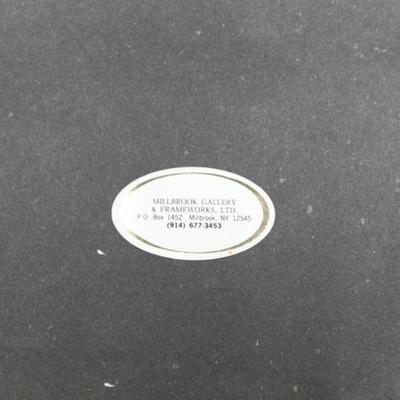 MILLBROOK GALLERY
& FRAMEWORKS, LTD.
P.O. Box 1452 Millbrook, NY 12545
(914) 677-3453